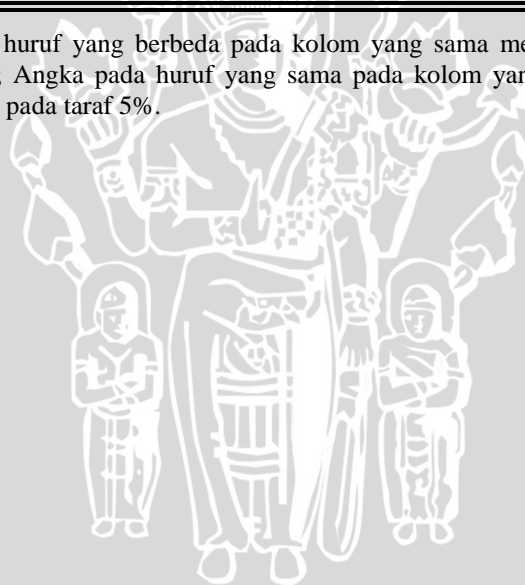 huruf yang berbeda pada kolom yang sama me
; Angka pada huruf yang sama pada kolom yan
pada taraf 5%.